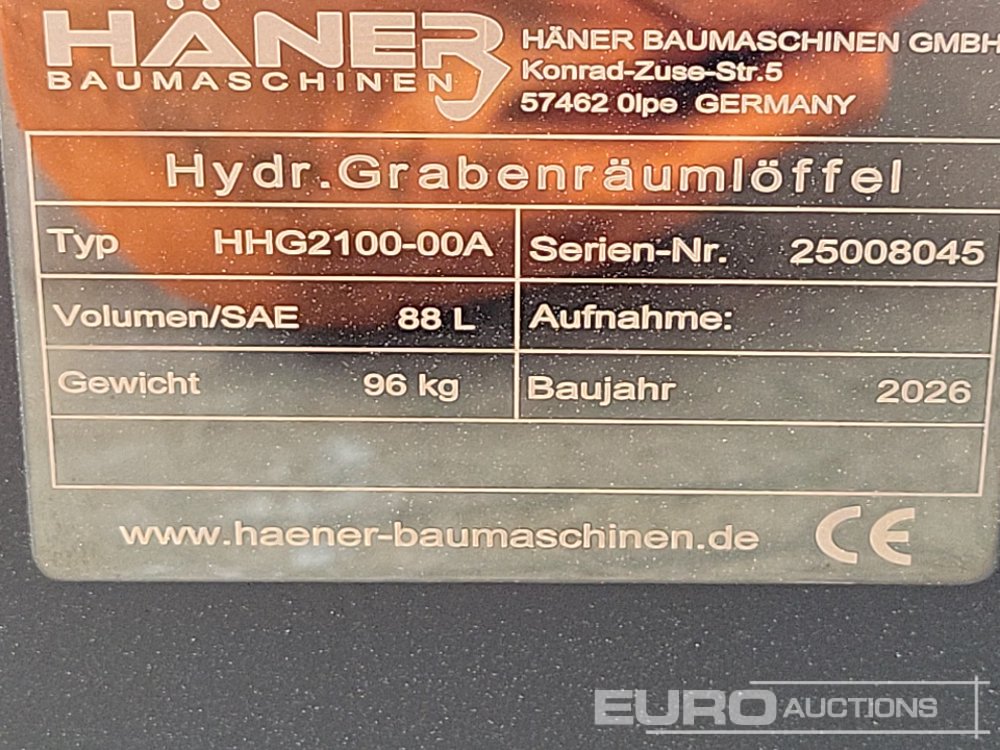 HÄNER
BAUMASCHINEN
HÄNER BAUMASCHINEN GMBH
Konrad-Zuse-Str.5
57462 Olpe GERMANY
Hydr.Grabenräumlöffel
Typ HHG2100-00A Serien-Nr. 25008045
Volumen/SAE 88 L Aufnahme:
Gewicht 96 kg Baujahr 2026
www.haener-baumaschinen.de CE
EURO AUCTIONS